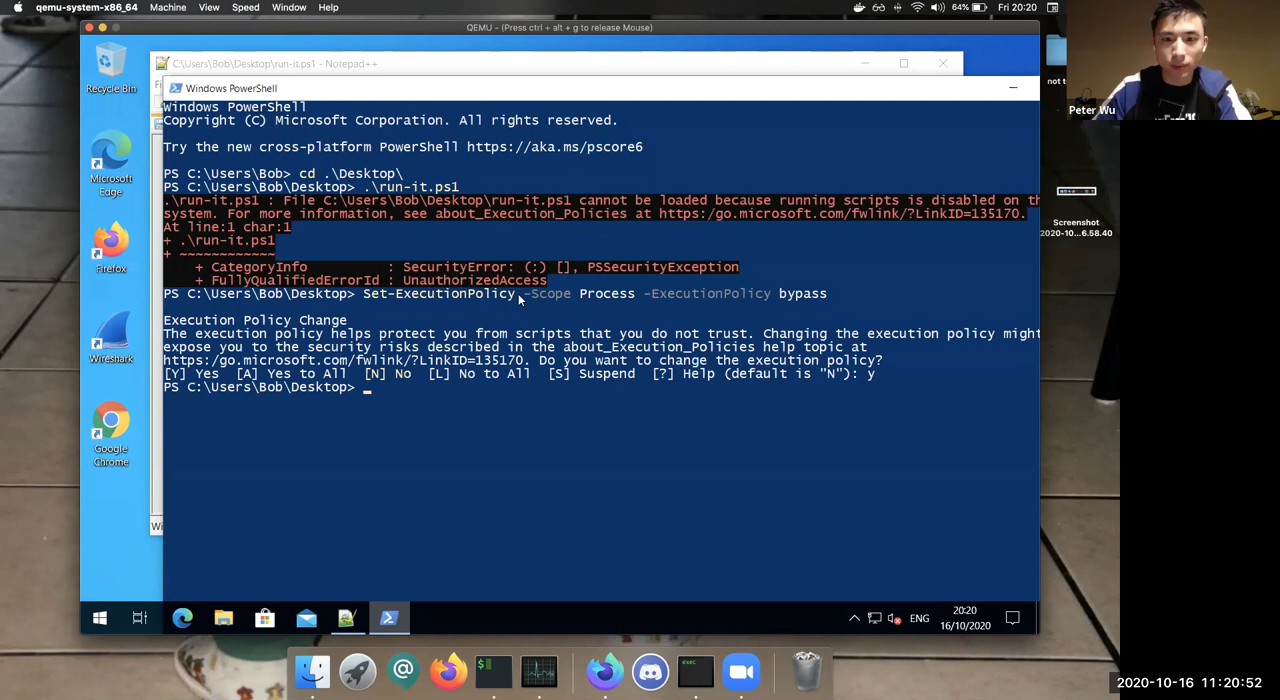 qemu-system-x86_64 Machine View Speed Window Help
64% Fri 20:20
QEMU - (Press ctrl + alt + g to release Mouse)
Peter Wu
not t
Screenshot
2020-10...6.58.40
Recycle Bin
Microsoft
Edge
Firefox
Wireshark
Google
Chrome
C:\Users\Bob\Desktop\run-it.ps1 - Notepad++
Fi
Wi
Windows PowerShell
Windows PowerShell
Copyright (C) Microsoft Corporation. All rights reserved.
Try the new cross-platform PowerShell https://aka.ms/pscore6
PS C:\Users\Bob> cd .\Desktop\
PS C:\Users\Bob\Desktop> .\run-it.ps1
.\run-it.ps1 : File C:\Users\Bob\Desktop\run-it.ps1 cannot be loaded because running scripts is disabled on th
system. For more information, see about_Execution_Policies at https:/go.microsoft.com/fwlink/?LinkID=135170.
At line:1 char:1
+ .\run-it.ps1
+ ~~~~~~~~~~~~
+ CategoryInfo : SecurityError: (:) [], PSSecurityException
+ FullyQualifiedErrorId : UnauthorizedAccess
PS C:\Users\Bob\Desktop> Set-ExecutionPolicy -Scope Process -ExecutionPolicy bypass
Execution Policy Change
The execution policy helps protect you from scripts that you do not trust. Changing the execution policy might
expose you to the security risks described in the about_Execution_Policies help topic at
https:/go.microsoft.com/fwlink/?LinkID=135170. Do you want to change the execution policy?
[Y] Yes [A] Yes to All [N] No [L] No to All [S] Suspend [?] Help (default is "N"): y
PS C:\Users\Bob\Desktop>
ENG
20:20
16/10/2020
$
exec
2020-10-16 11:20:52